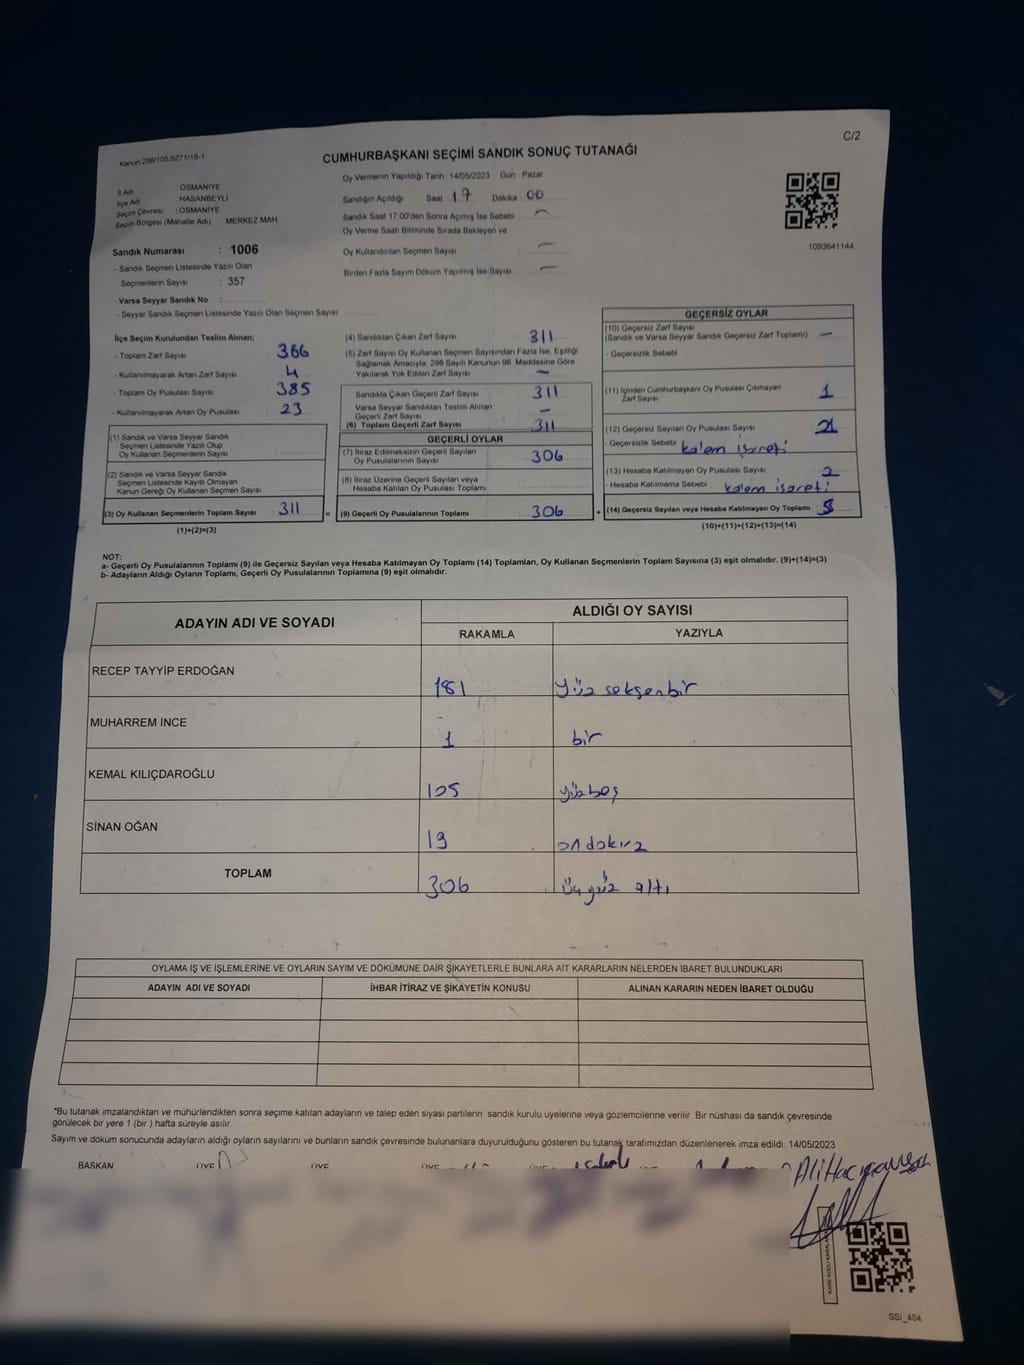 C/2
Kanun.298/105,6271/18-1
CUMHURBAŞKANI SEÇİMİ SANDIK SONUÇ TUTANAĞI
İl Adı : OSMANİYE
İlçe Adı : HASANBEYLİ
Seçim Çevresi : OSMANİYE
Seçim Bölgesi (Mahalle Adı) : MERKEZ MAH.
Sandık Numarası : 1006
- Sandık Seçmen Listesinde Yazılı Olan
Seçmenlerin Sayısı : 357
Varsa Seyyar Sandık No :
- Seyyar Sandık Seçmen Listesinde Yazılı Olan Seçmen Sayısı
Oy Vermenin Yapıldığı Tarih : 14/05/2023 Gün : Pazar
Sandığın Açıldığı Saat 17 Dakika 00
Sandık Saat 17.00'den Sonra Açımış İse Sebebi : -
Oy Verme Saati Bitiminde Sırada Bekleyen ve
Oy Kullandırılan Seçmen Sayısı -
Birden Fazla Sayım Döküm Yapılmış İse Sayısı -
1093641144
İlçe Seçim Kurulundan Teslim Alınan;
- Toplam Zarf Sayısı 366
- Kullanılmayarak Artan Zarf Sayısı 4
- Toplam Oy Pusulası Sayısı 385
- Kullanılmayarak Artan Oy Pusulası 23
(1) Sandık ve Varsa Seyyar Sandık
Seçmen Listesinde Yazılı Olup
Oy Kullanan Seçmenlerin Sayısı
(2) Sandık ve Varsa Seyyar Sandık
Seçmen Listesinde Kayıtlı Olmayan
Kanun Gereği Oy Kullanan Seçmen Sayısı
(3) Oy Kullanan Seçmenlerin Toplam Sayısı 311 =
(1)+(2)=(3)
(4) Sandıktan Çıkan Zarf Sayısı 311
(5) Zarf Sayısı Oy Kullanan Seçmen Sayısından Fazla İse, Eşitliği
Sağlamak Amacıyla; 298 Sayılı Kanunun 98. Maddesine Göre
Yakılarak Yok Edilen Zarf Sayısı -
Sandıkta Çıkan Geçerli Zarf Sayısı 311
Varsa Seyyar Sandıktan Teslim Alınan
Geçerli Zarf Sayısı -
(6) Toplam Geçerli Zarf Sayısı 311
GEÇERLİ OYLAR
(7) İtiraz Edilmeksizin Geçerli Sayılan
Oy Pusulalarının Sayısı 306
(8) İtiraz Üzerine Geçerli Sayılan veya
Hesaba Katılan Oy Pusulaları Toplamı
(9) Geçerli Oy Pusulalarının Toplamı 306 +
GEÇERSİZ OYLAR
(10) Geçersiz Zarf Sayısı
(Sandık ve Varsa Seyyar Sandık Geçersiz Zarf Toplamı) -
- Geçersizlik Sebebi
(11) İçinden Cumhurbaşkanı Oy Pusulası Çıkmayan
Zarf Sayısı 1
(12) Geçersiz Sayılan Oy Pusulası Sayısı
- Geçersizlik Sebebi kalem işareti
(13) Hesaba Katılmayan Oy Pusulası Sayısı 2
- Hesaba Katılmama Sebebi : kalem işareti
(14) Geçersiz Sayılan veya Hesaba Katılmayan Oy Toplamı 5
(10)+(11)+(12)+(13)=(14)
NOT:
a- Geçerli Oy Pusulalarının Toplamı (9) ile Geçersiz Sayılan veya Hesaba Katılmayan Oy Toplamı (14) Toplamları, Oy Kullanan Seçmenlerin Toplam Sayısına (3) eşit olmalıdır. (9)+(14)=(3)
b- Adayların Aldığı Oyların Toplamı, Geçerli Oy Pusulalarının Toplamına (9) eşit olmalıdır.
ADAYIN ADI VE SOYADI ALDIĞI OY SAYISI
RAKAMLA YAZIYLA
RECEP TAYYİP ERDOĞAN 181 yüz seksenbir
MUHARREM İNCE 1 bir
KEMAL KILIÇDAROĞLU 105 yüzbeş
SİNAN OĞAN 19 ondokuz
TOPLAM 306 üçyüz altı
OYLAMA İŞ VE İŞLEMLERİNE VE OYLARIN SAYIM VE DÖKÜMÜNE DAİR ŞİKAYETLERLE BUNLARA AİT KARARLARIN NELERDEN İBARET BULUNDUKLARI
ADAYIN ADI VE SOYADI İHBAR İTİRAZ VE ŞİKAYETİN KONUSU ALINAN KARARIN NEDEN İBARET OLDUĞU
*Bu tutanak imzalandıktan ve mühürlendikten sonra seçime katılan adayların ve talep eden siyasi partilerin sandık kurulu üyelerine veya gözlemcilerine verilir .Bir nüshası da sandık çevresinde
görülecek bir yere 1 (bir ) hafta süreyle asılır.
Sayım ve döküm sonucunda adayların aldığı oyların sayılarını ve bunların sandık çevresinde bulunanlara duyurulduğunu gösteren bu tutanak tarafımızdan düzenlenerek imza edildi. 14/05/2023
BAŞKAN ÜYE ÜYE ÜYE ÜYE
SSI_404